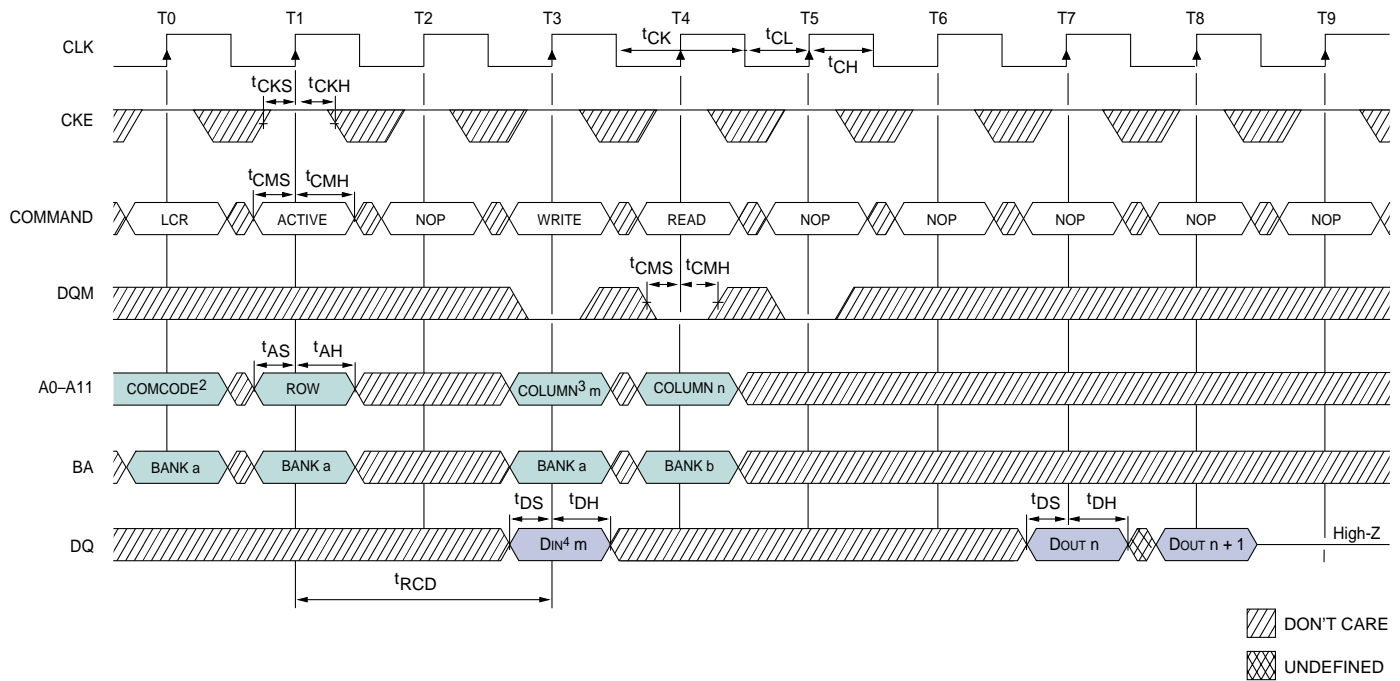 T0 T1 T2 T3 T4 T5 T6 T7 T8 T9
CLK
tCK tCL
tCH
tCKS tCKH
CKE
tCMS tCMH
COMMAND LCR ACTIVE NOP WRITE READ NOP NOP NOP NOP NOP
tCMS tCMH
DQM
tAS tAH
A0–A11 COMCODE2 ROW COLUMN3 m COLUMN n
BA BANK a BANK a BANK a BANK b
tDS tDH tDS tDH
DQ DIN4 m DOUT n DOUT n + 1 High-Z
tRCD
DON'T CARE
UNDEFINED